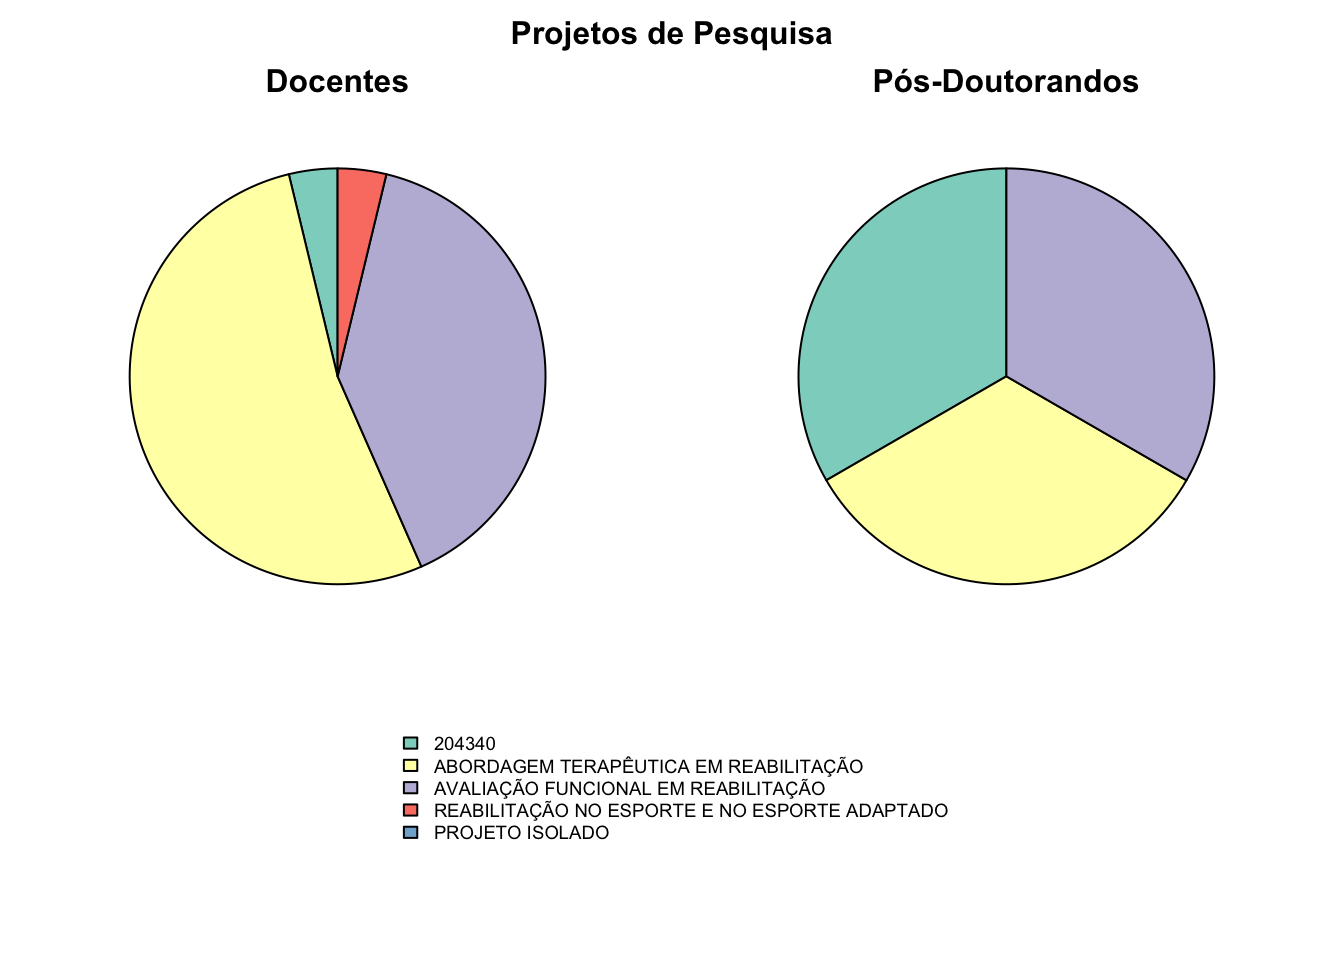 Projetos de Pesquisa
Docentes
Pós-Doutorandos
204340
ABORDAGEM TERAPÊUTICA EM REABILITAÇÃO
AVALIAÇÃO FUNCIONAL EM REABILITAÇÃO
REABILITAÇÃO NO ESPORTE E NO ESPORTE ADAPTADO
PROJETO ISOLADO